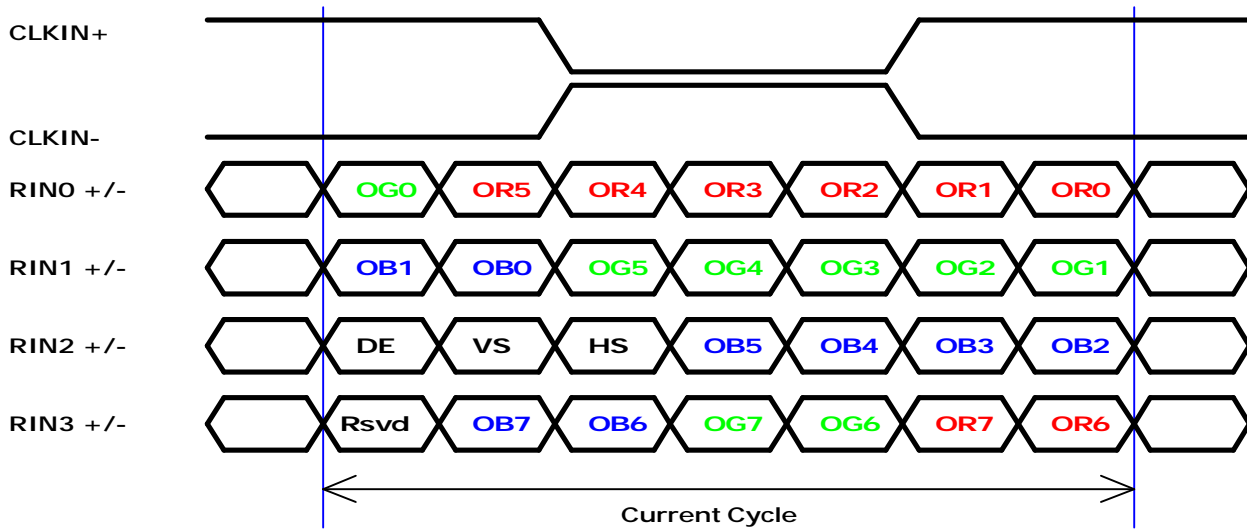 CLKIN+
CLKIN-
RIN0 +/- OG0 OR5 OR4 OR3 OR2 OR1 OR0
RIN1 +/- OB1 OB0 OG5 OG4 OG3 OG2 OG1
RIN2 +/- DE VS HS OB5 OB4 OB3 OB2
RIN3 +/- Rsvd OB7 OB6 OG7 OG6 OR7 OR6
Current Cycle